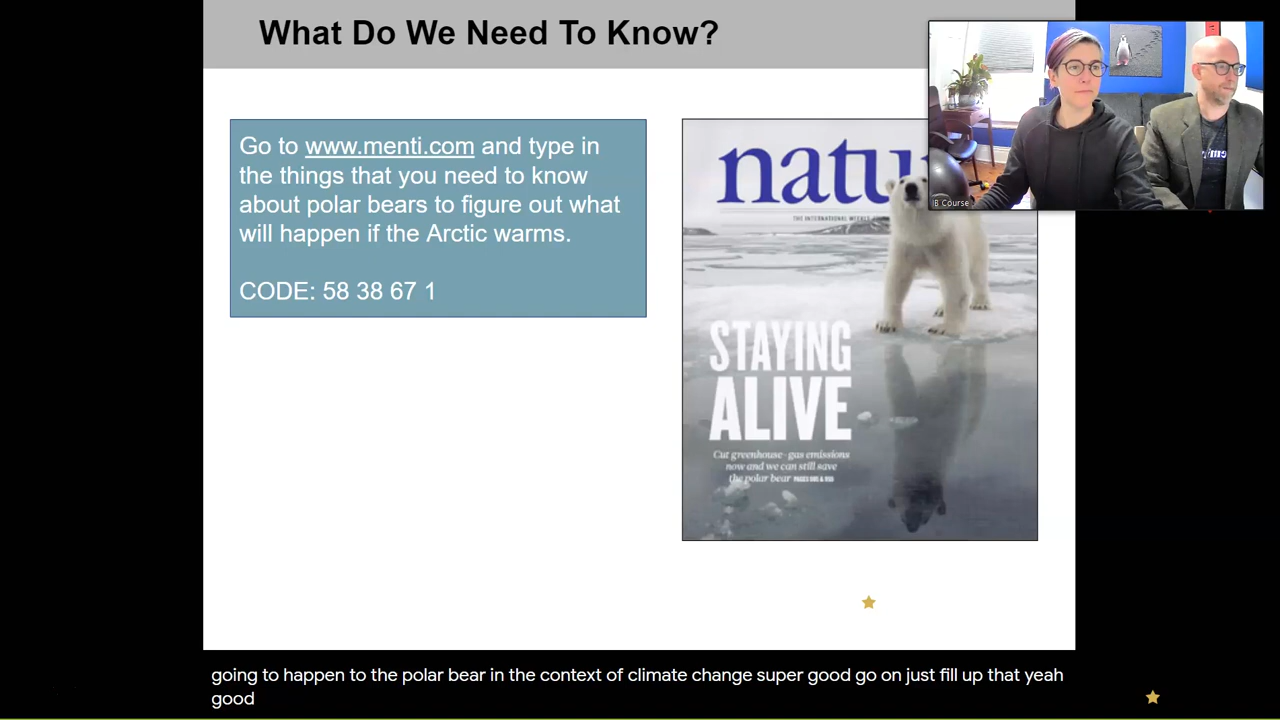 What Do We Need To Know?
Go to www.menti.com and type in
the things that you need to know
about polar bears to figure out what
will happen if the Arctic warms.
CODE: 58 38 67 1
natu
THE INTERNATIONAL WEEKLY
STAYING
ALIVE
Cut greenhouse-gas emissions
now and we can still save
the polar bear
B Course
going to happen to the polar bear in the context of climate change super good go on just fill up that yeah
good